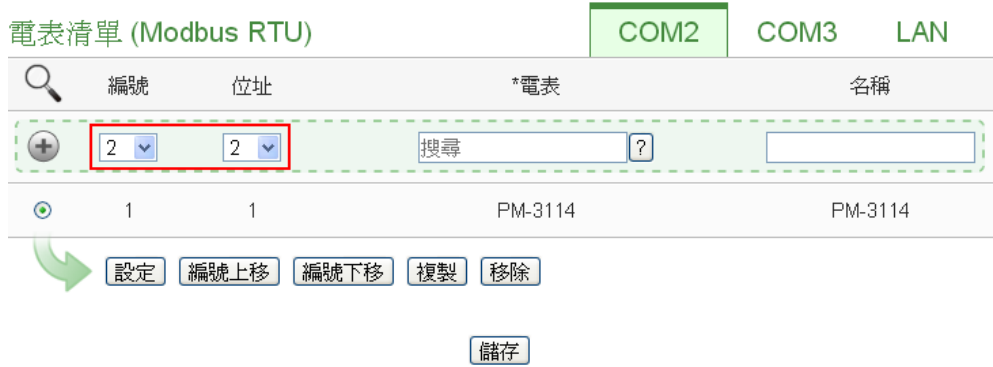 電表清單 (Modbus RTU) COM2 COM3 LAN
編號 位址 *電表 名稱
2 2 搜尋 ?
1 1 PM-3114 PM-3114
設定 編號上移 編號下移 複製 移除
儲存